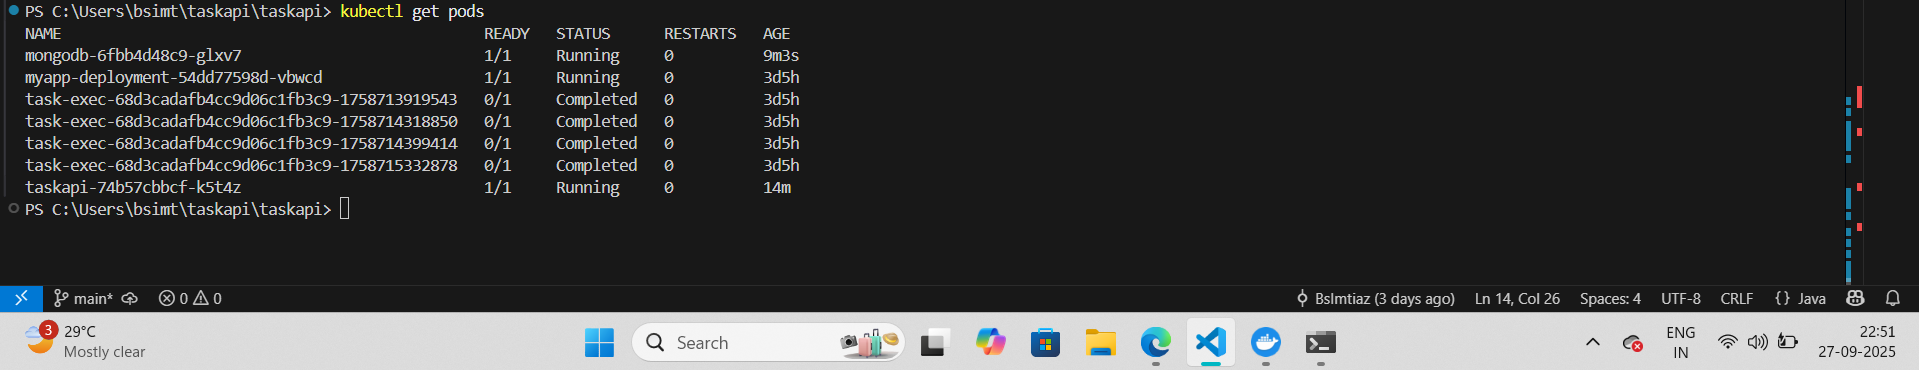 PS C:\Users\bsimt\taskapi\taskapi> kubectl get pods
NAME READY STATUS RESTARTS AGE
mongodb-6fbb4d48c9-glxv7 1/1 Running 0 9m3s
myapp-deployment-54dd77598d-vbwcd 1/1 Running 0 3d5h
task-exec-68d3cadafb4cc9d06c1fb3c9-1758713919543 0/1 Completed 0 3d5h
task-exec-68d3cadafb4cc9d06c1fb3c9-1758714318850 0/1 Completed 0 3d5h
task-exec-68d3cadafb4cc9d06c1fb3c9-1758714399414 0/1 Completed 0 3d5h
task-exec-68d3cadafb4cc9d06c1fb3c9-1758715332878 0/1 Completed 0 3d5h
taskapi-74b57cbbcf-k5t4z 1/1 Running 0 14m
PS C:\Users\bsimt\taskapi\taskapi>
main* 0 0 BsImtiaz (3 days ago) Ln 14, Col 26 Spaces: 4 UTF-8 CRLF {} Java
3 29°C
Mostly clear
Search
ENG
IN
22:51
27-09-2025